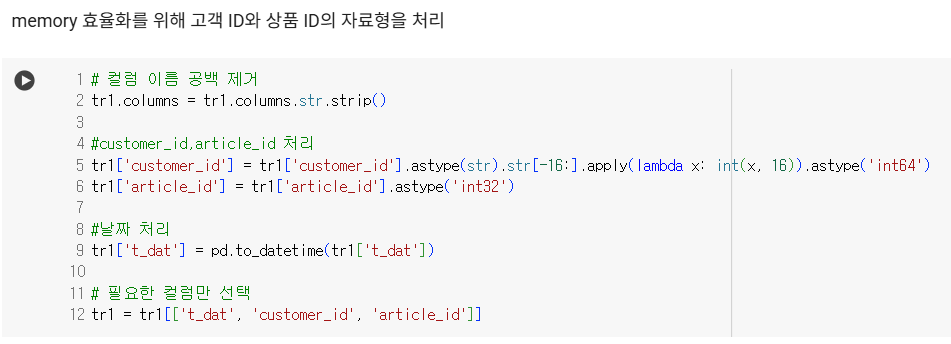 memory 효율화를 위해 고객 ID와 상품 ID의 자료형을 처리
1 # 컬럼 이름 공백 제거
2 tr1.columns = tr1.columns.str.strip()
3
4 #customer_id,article_id 처리
5 tr1['customer_id'] = tr1['customer_id'].astype(str).str[-16:].apply(lambda x: int(x, 16)).astype('int64')
6 tr1['article_id'] = tr1['article_id'].astype('int32')
7
8 #날짜 처리
9 tr1['t_dat'] = pd.to_datetime(tr1['t_dat'])
10
11 # 필요한 컬럼만 선택
12 tr1 = tr1[['t_dat', 'customer_id', 'article_id']]